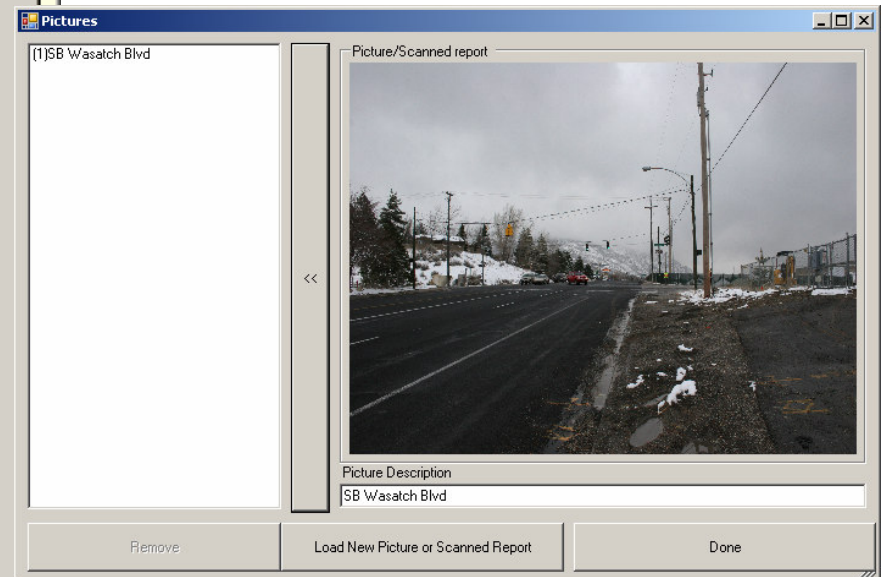 Pictures
(1)SB Wasatch Blvd
<<
Picture/Scanned report
Picture Description
SB Wasatch Blvd
Remove
Load New Picture or Scanned Report
Done